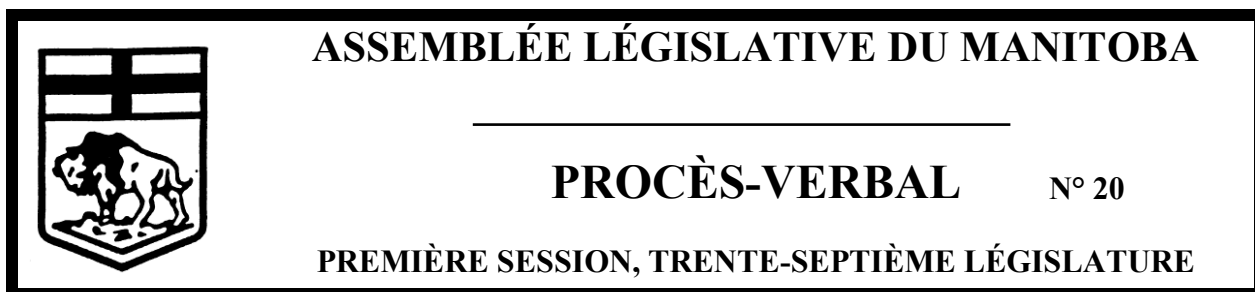 ASSEMBLÉE LÉGISLATIVE DU MANITOBA
PROCÈS-VERBAL N° 20
PREMIÈRE SESSION, TRENTE-SEPTIÈME LÉGISLATURE